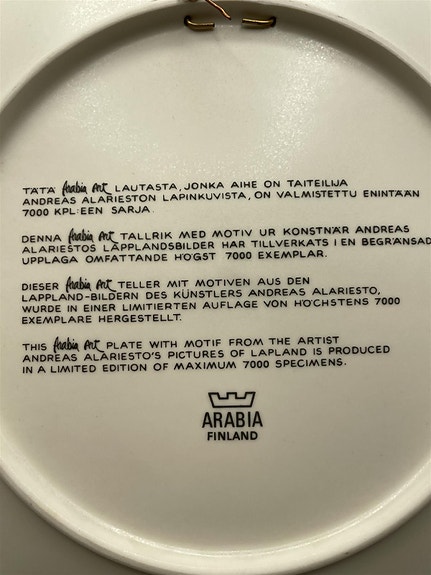 TÄTÄ Arabia Art LAUTASTA, JONKA AIHE ON TAITEILIJA
ANDREAS ALARIESTON LAPINKUVISTA, ON VALMISTETTU ENINTÄÄN
7000 KPL:EEN SARJA.
DENNA Arabia Art TALLRIK MED MOTIV UR KONSTNÄR ANDREAS
ALARIESTOS LAPPLANDSBILDER HAR TILLVERKATS I EN BEGRÄNSAD
UPPLAGA OMFATTANDE HÖGST 7000 EXEMPLAR.
DIESER Arabia Art TELLER MIT MOTIVEN AUS DEN
LAPPLAND-BILDERN DES KÜNSTLERS ANDREAS ALARIESTO,
WURDE IN EINER LIMITIERTEN AUFLAGE VON HÖCHSTENS 7000
EXEMPLARE HERGESTELLT.
THIS Arabia Art PLATE WITH MOTIF FROM THE ARTIST
ANDREAS ALARIESTO'S PICTURES OF LAPLAND IS PRODUCED
IN A LIMITED EDITION OF MAXIMUM 7000 SPECIMENS.
ARABIA
FINLAND